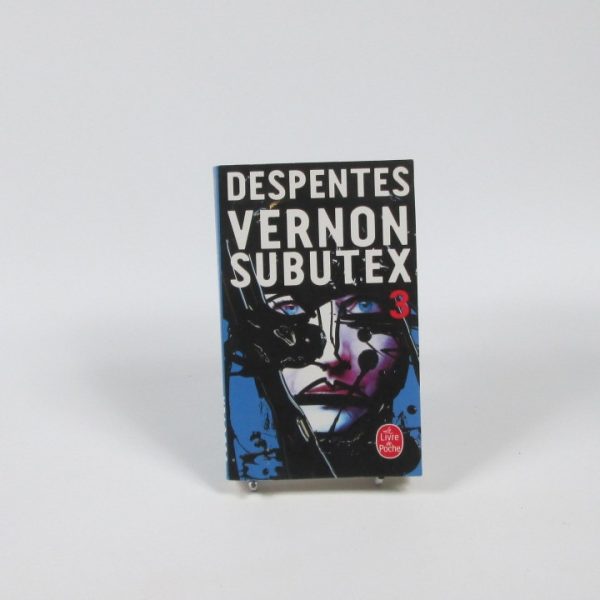 DESPENTES
VERNON
SUBUTEX
3
Le
Livre
de
Poche